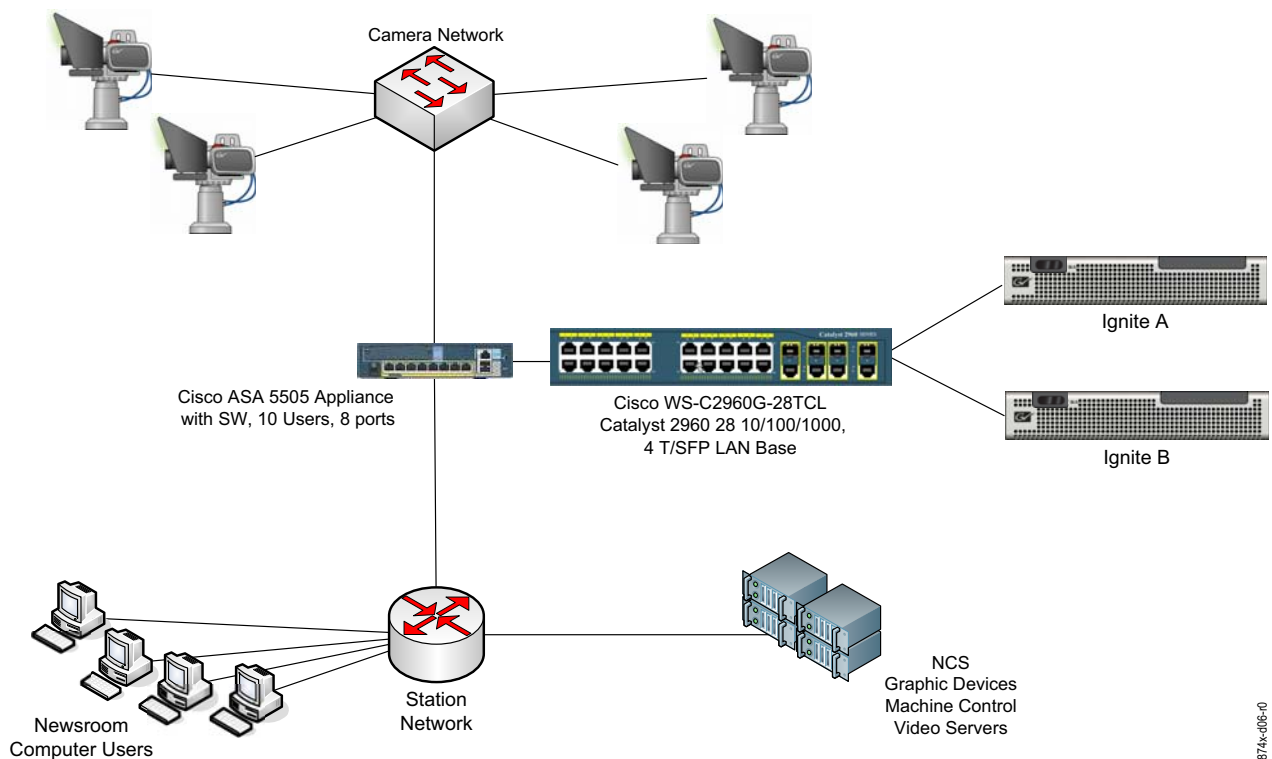 Camera Network
Catalyst 2960 SERIES
Ignite A
Cisco ASA 5505 Appliance
with SW, 10 Users, 8 ports
Cisco WS-C2960G-28TCL
Catalyst 2960 28 10/100/1000,
4 T/SFP LAN Base
Ignite B
Station
Network
NCS
Graphic Devices
Machine Control
Video Servers
Newsroom
Computer Users
874x-d06-r0